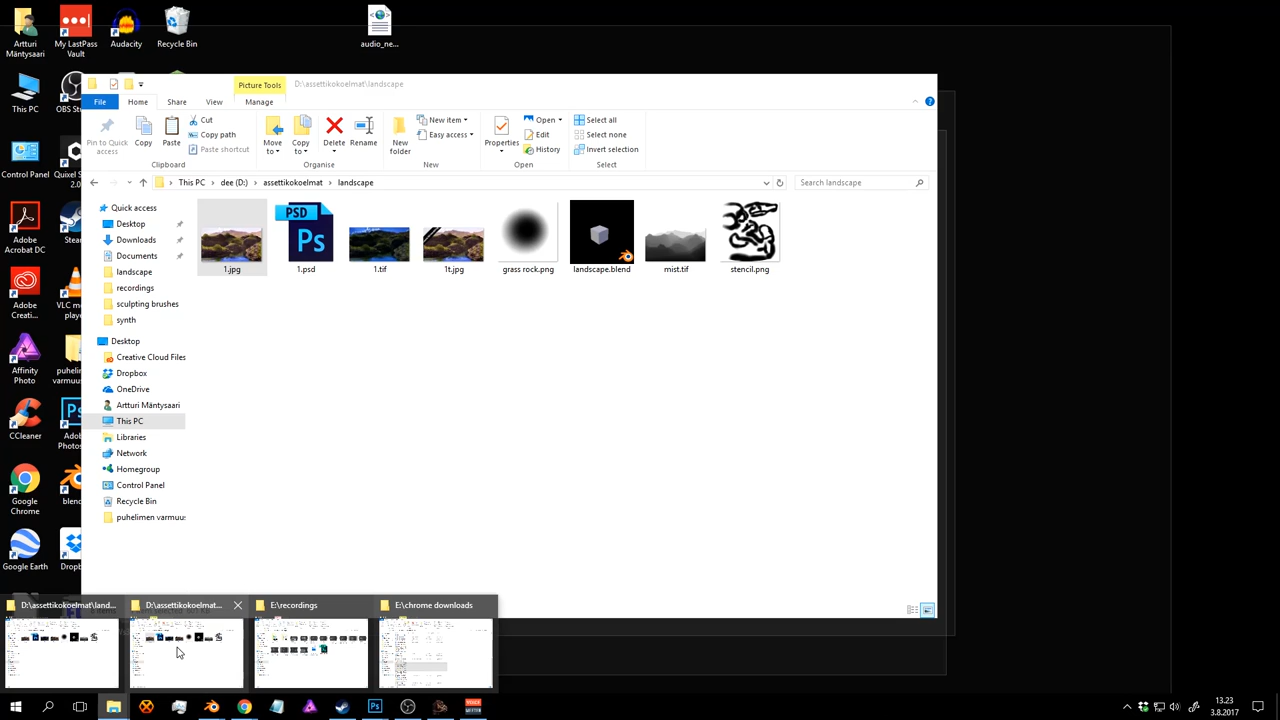 Artturi Mäntysaari
My LastPass Vault
Audacity
Recycle Bin
audio_ne...
This PC
OBS St
Control Panel
Quixel S
2.0
Adobe Acrobat DC
Steam
Adobe Creati...
VLC m
playe
Affinity Photo
puhelim
varmuu
CCleaner
Ado
Photos
Google Chrome
blend
Google Earth
Dropb
Picture Tools
D:\assettikokoelmat\landscape
File
Home
Share
View
Manage
Pin to Quick access
Copy
Paste
Cut
Copy path
Paste shortcut
Clipboard
Move to
Copy to
Delete
Rename
Organise
New folder
New item
Easy access
New
Properties
Open
Edit
History
Open
Select all
Select none
Invert selection
Select
This PC
dee (D:)
assettikokoelmat
landscape
Search landscape
Quick access
Desktop
Downloads
Documents
landscape
recordings
sculpting brushes
synth
Desktop
Creative Cloud Files
Dropbox
OneDrive
Artturi Mäntysaari
This PC
Libraries
Network
Homegroup
Control Panel
Recycle Bin
puhelimen varmuu
PSD
Ps
1.jpg
1.psd
1.tif
1t.jpg
grass rock.png
landscape.blend
mist.tif
stencil.png
D:\assettikokoelmat\land...
D:\assettikokoelmat...
E:\recordings
E:\chrome downloads
13.23
3.8.2017